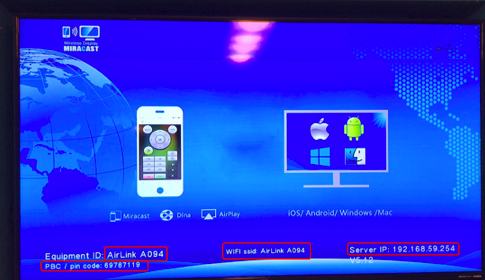 Wireless Display
MIRACAST
Miracast
Dlna
AirPlay
iOS/ Android/ Windows /Mac
Equipment ID: AirLink A094
WIFI ssid: AirLink A094
Server IP: 192.168.59.254
PBC / pin code: 69787119
V5.12